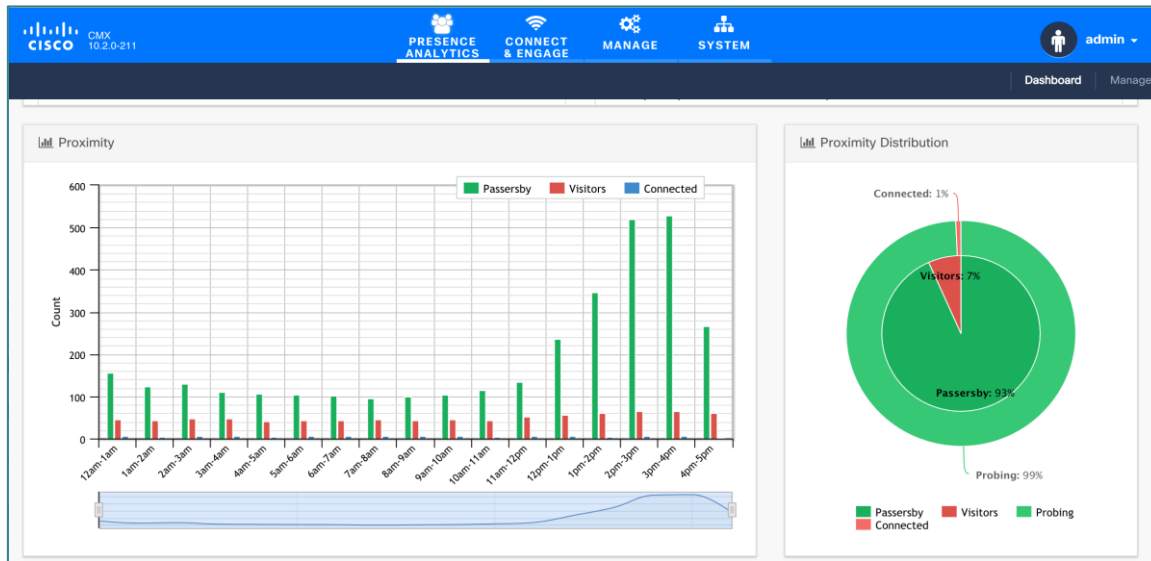 CISCO
CMX
10.2.0-211
PRESENCE
ANALYTICS
CONNECT
& ENGAGE
MANAGE
SYSTEM
admin
Dashboard
Manage
Proximity
Passersby Visitors Connected
600
500
400
300
200
100
0
Count
12am-1am
1am-2am
2am-3am
3am-4am
4am-5am
5am-6am
6am-7am
7am-8am
8am-9am
9am-10am
10am-11am
11am-12pm
12pm-1pm
1pm-2pm
2pm-3pm
3pm-4pm
4pm-5pm
Proximity Distribution
Connected: 1%
Visitors: 7%
Passersby: 93%
Probing: 99%
Passersby Visitors Probing
Connected